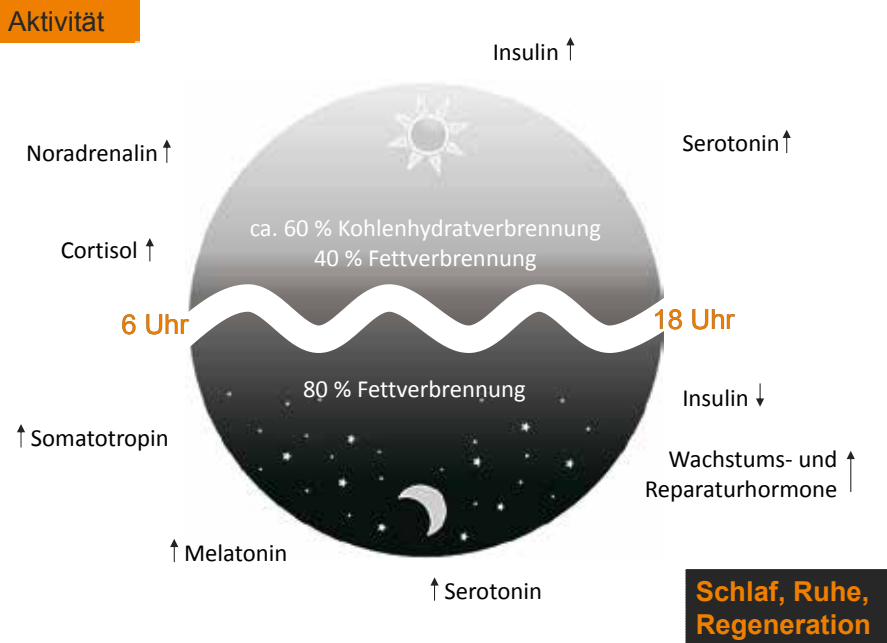 Aktivität
Insulin ↑
Noradrenalin ↑
Serotonin ↑
Cortisol ↑
ca. 60 % Kohlenhydratverbrennung
40 % Fettverbrennung
6 Uhr
18 Uhr
80 % Fettverbrennung
Insulin ↓
↑ Somatotropin
Wachstums- und
Reparaturhormone ↑
↑ Melatonin
↑ Serotonin
Schlaf, Ruhe,
Regeneration